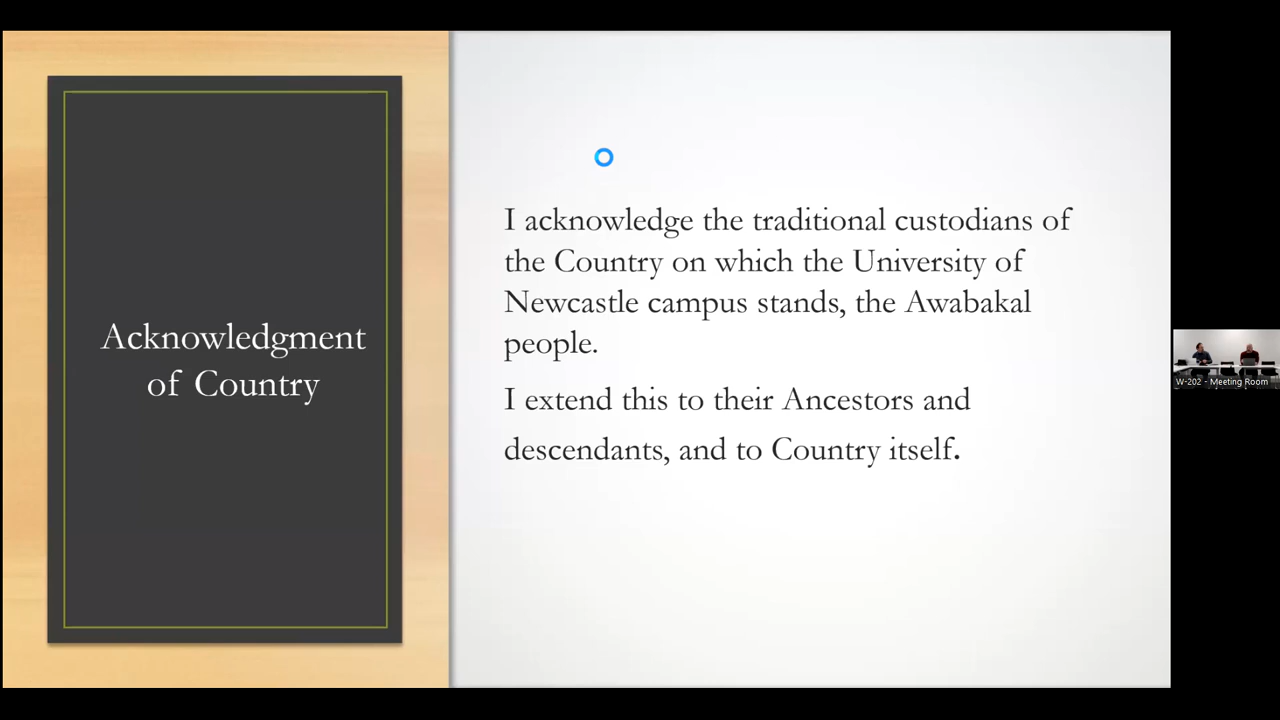 Acknowledgment
of Country
I acknowledge the traditional custodians of
the Country on which the University of
Newcastle campus stands, the Awabakal
people.
I extend this to their Ancestors and
descendants, and to Country itself.
W-202 - Meeting Room